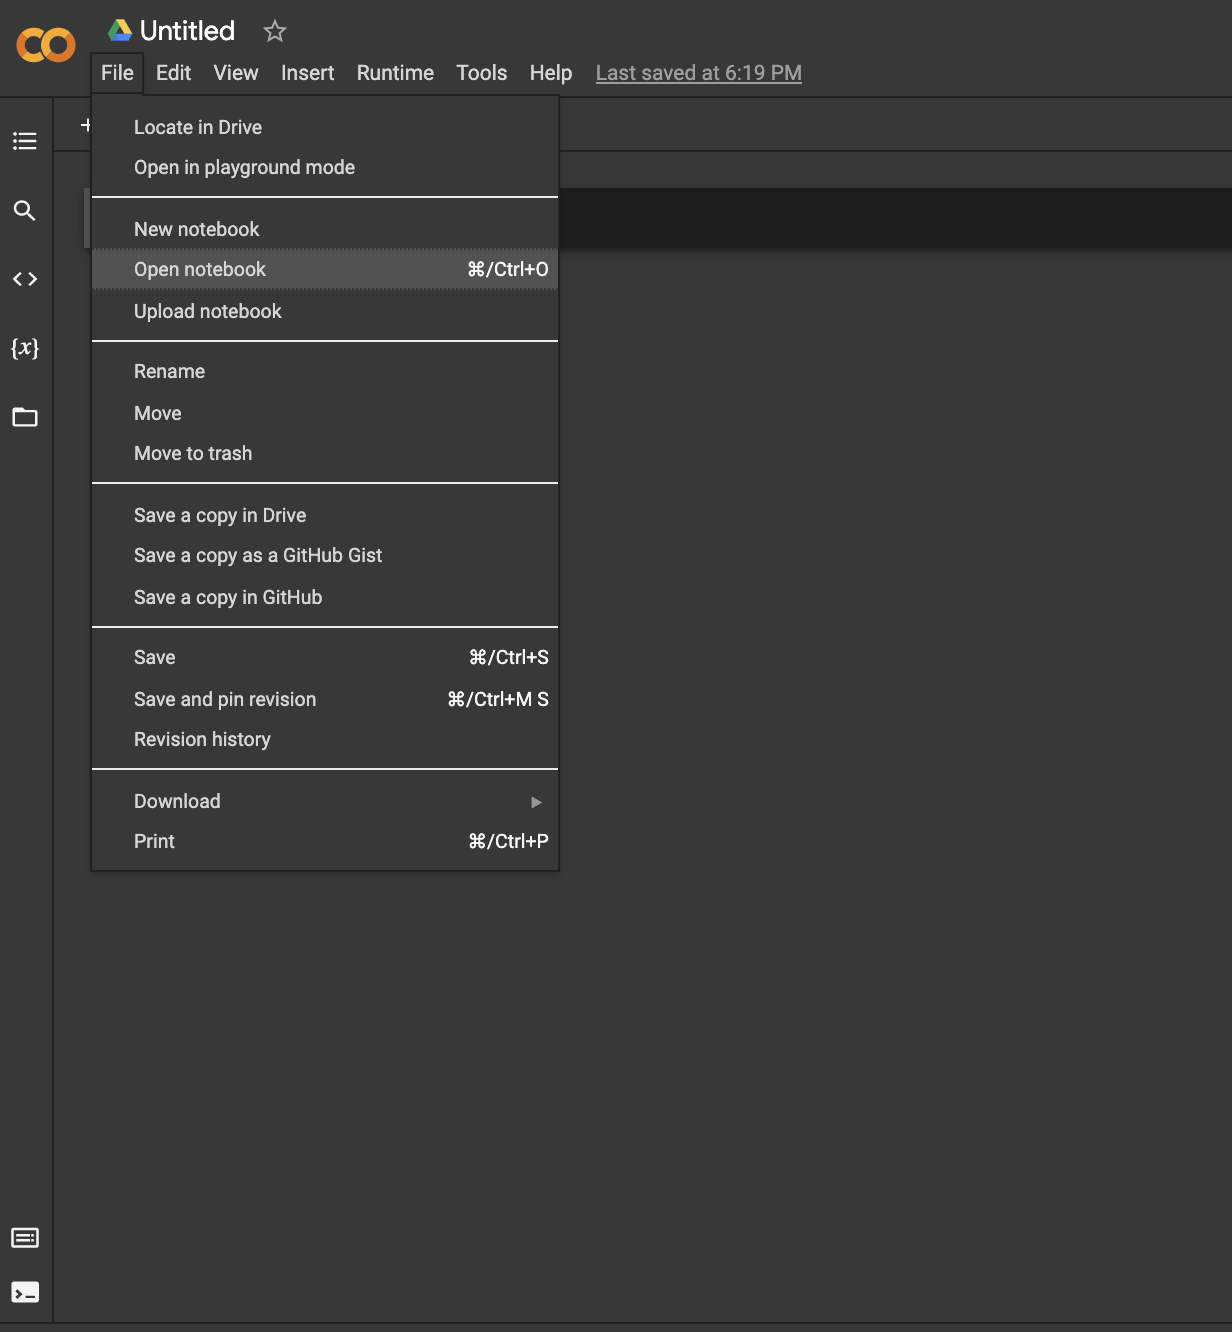 Untitled
File Edit View Insert Runtime Tools Help Last saved at 6:19 PM
+
Locate in Drive
Open in playground mode
New notebook
Open notebook ⌘/Ctrl+O
Upload notebook
{x}
Rename
Move
Move to trash
Save a copy in Drive
Save a copy as a GitHub Gist
Save a copy in GitHub
Save ⌘/Ctrl+S
Save and pin revision ⌘/Ctrl+M S
Revision history
Download
Print ⌘/Ctrl+P